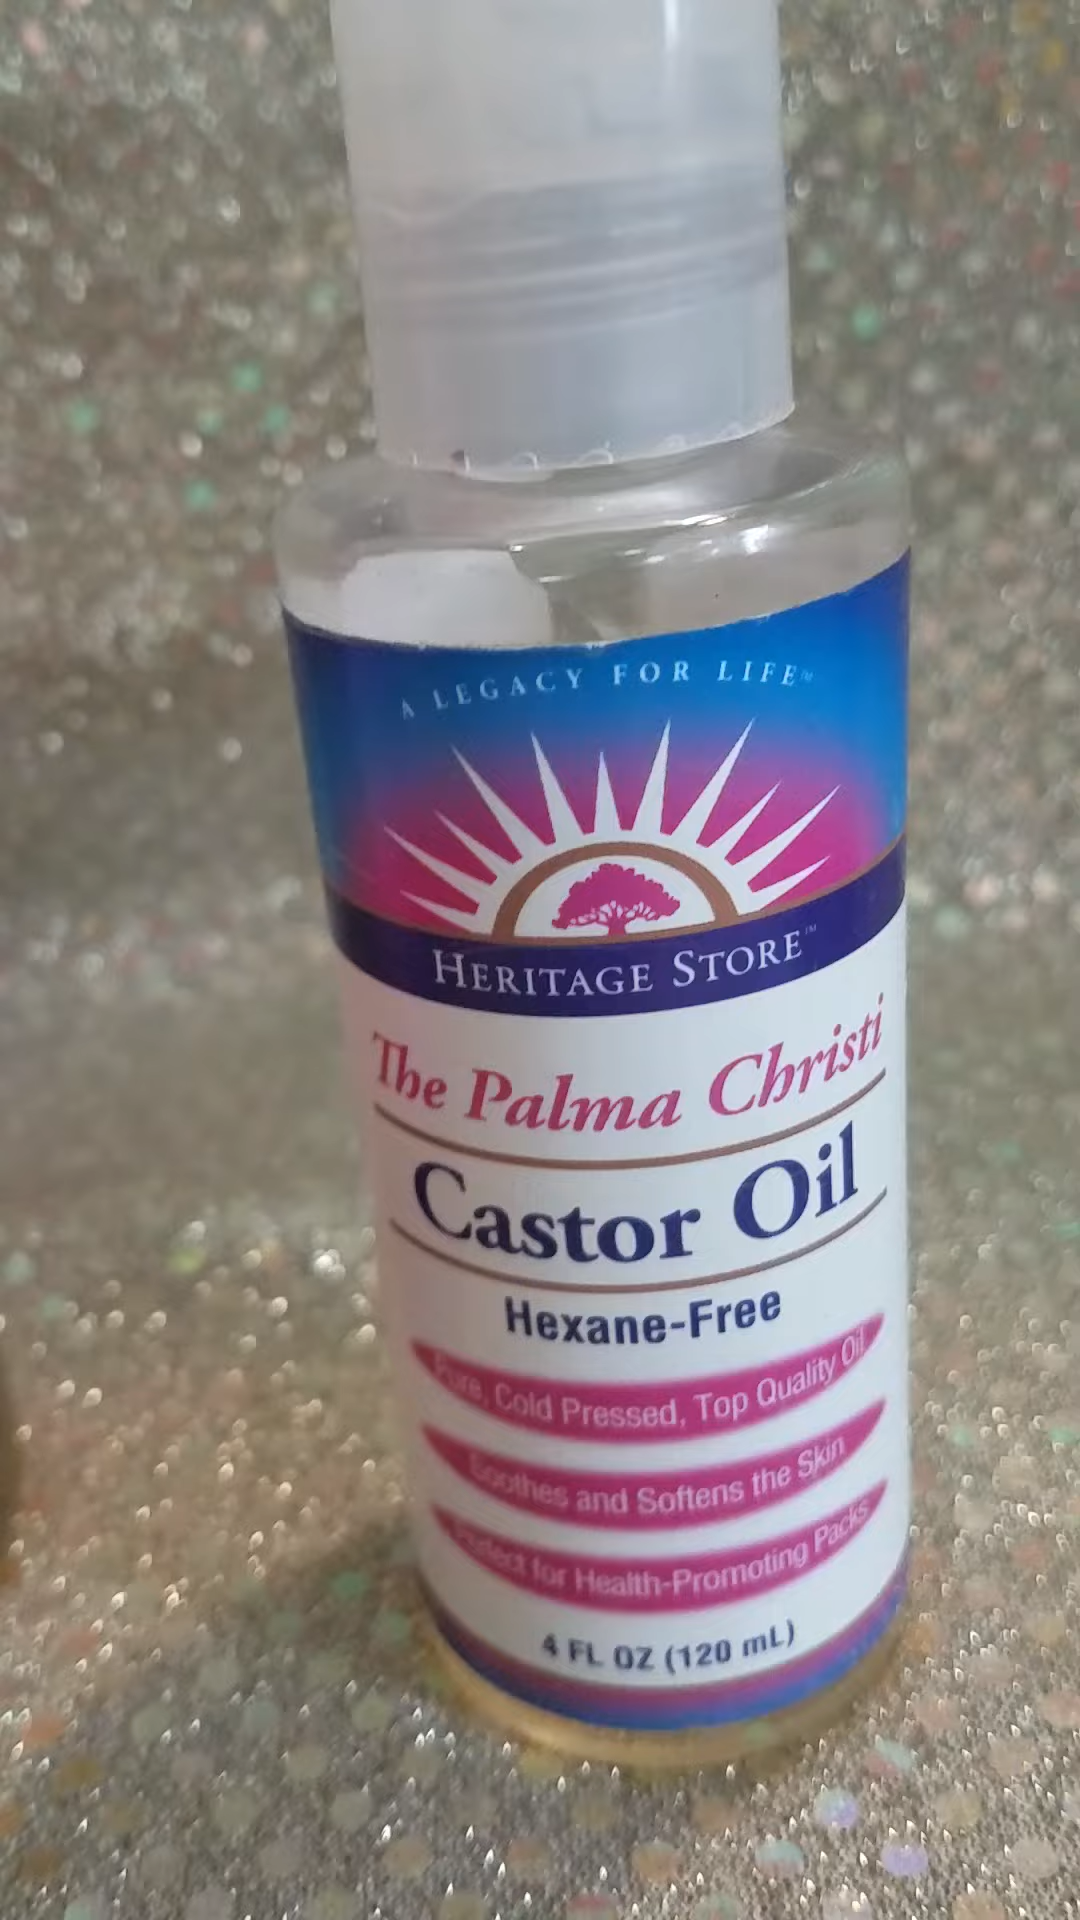 A LEGACY FOR LIFE™
HERITAGE STORE™
The Palma Christi
Castor Oil
Hexane-Free
Pure, Cold Pressed, Top Quality Oil
Soothes and Softens the Skin
Perfect for Health-Promoting Packs
4 FL OZ (120 mL)